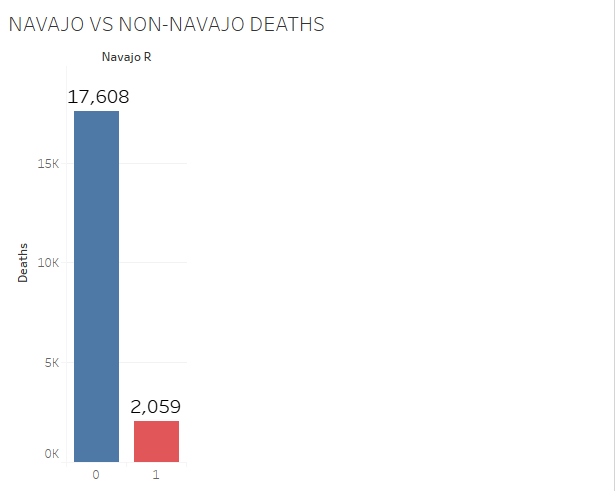 NAVAJO VS NON-NAVAJO DEATHS
Navajo R
17,608
15K
10K
Deaths
5K
2,059
0K
0 1